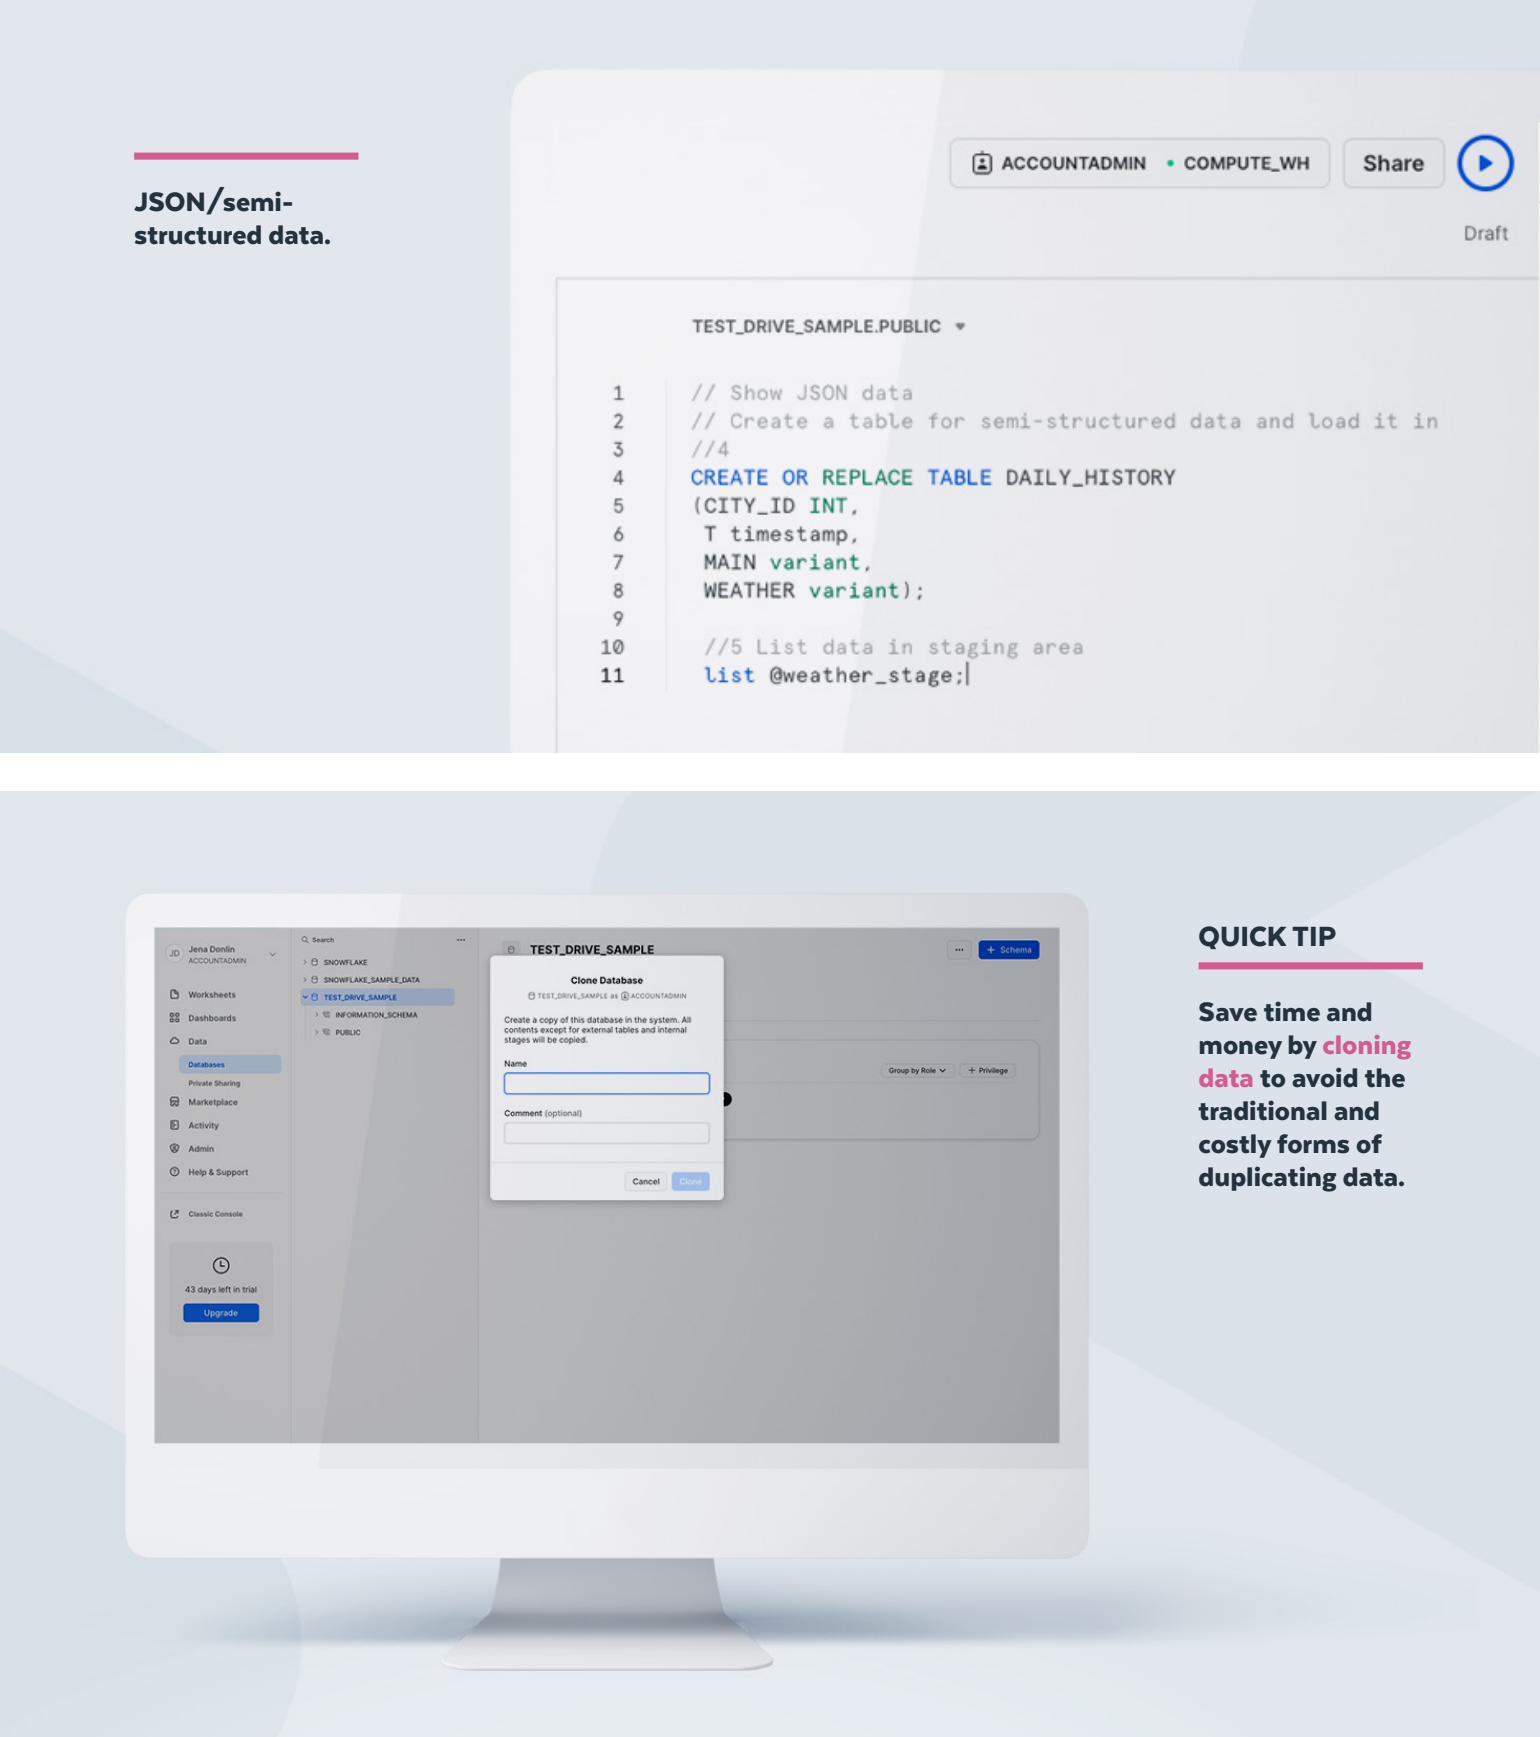 JSON/semi-
structured data.
ACCOUNTADMIN • COMPUTE_WH
Share
Draft
TEST_DRIVE_SAMPLE.PUBLIC
1 // Show JSON data
2 // Create a table for semi-structured data and load it in
3 //4
4 CREATE OR REPLACE TABLE DAILY_HISTORY
5 (CITY_ID INT,
6 T timestamp,
7 MAIN variant,
8 WEATHER variant);
9
10 //5 List data in staging area
11 list @weather_stage;
JD
Jena Donlin
ACCOUNTADMIN
Worksheets
Dashboards
Data
Databases
Private Sharing
Marketplace
Activity
Admin
Help & Support
Classic Console
43 days left in trial
Upgrade
Search
...
SNOWFLAKE
SNOWFLAKE_SAMPLE_DATA
TEST_DRIVE_SAMPLE
INFORMATION_SCHEMA
PUBLIC
TEST_DRIVE_SAMPLE
...
+ Schema
Clone Database
TEST_DRIVE_SAMPLE as ACCOUNTADMIN
Create a copy of this database in the system. All
contents except for external tables and internal
stages will be copied.
Name
Comment (optional)
Cancel
Clone
Group by Role
+ Privilege
QUICK TIP
Save time and
money by cloning
data to avoid the
traditional and
costly forms of
duplicating data.